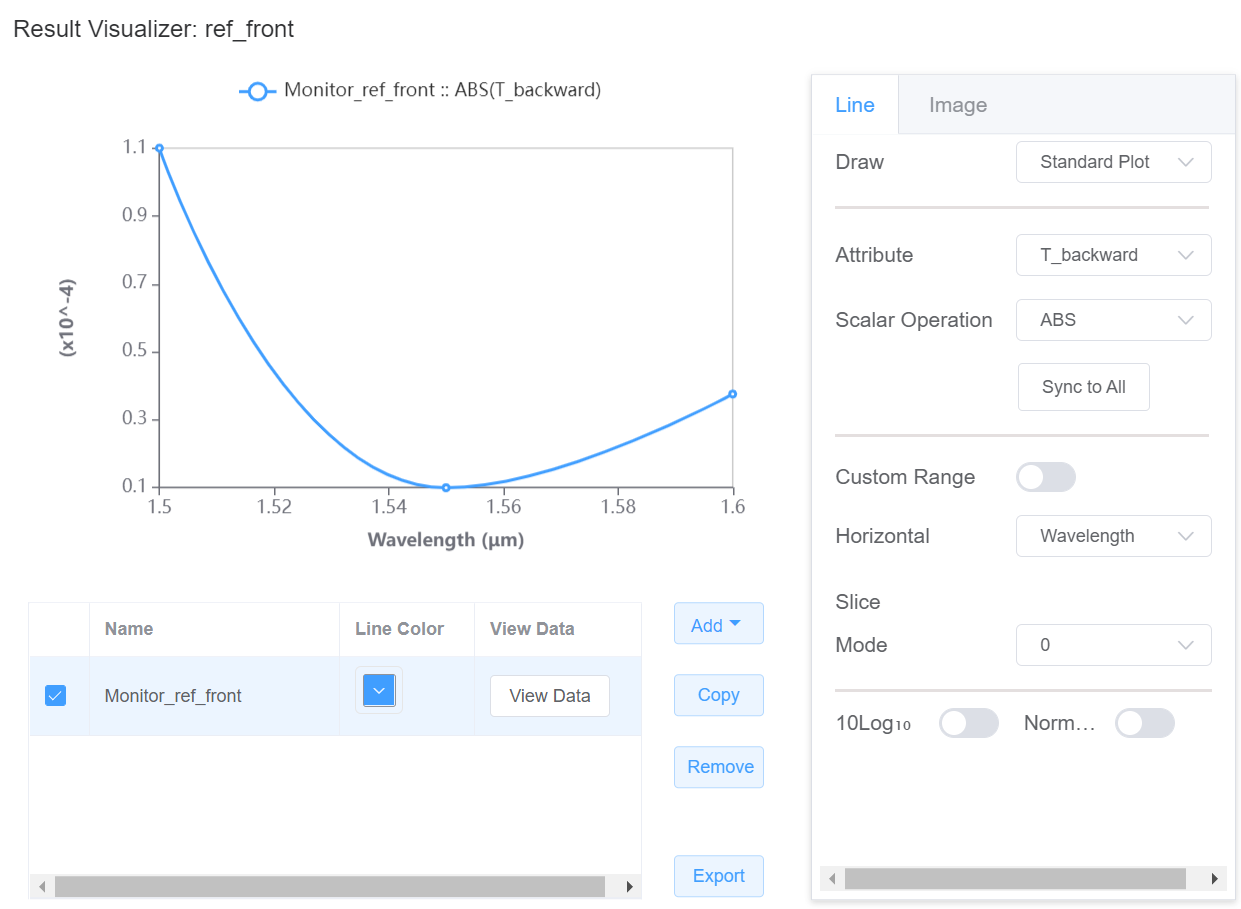 Result Visualizer: ref_front
Monitor_ref_front :: ABS(T_backward)
1.1
0.9
0.7
0.5
0.3
0.1
(x10^-4)
1.5 1.52 1.54 1.56 1.58 1.6
Wavelength (μm)
Name Line Color View Data
Monitor_ref_front View Data
Add
Copy
Remove
Export
Line Image
Draw Standard Plot
Attribute T_backward
Scalar Operation ABS
Sync to All
Custom Range
Horizontal Wavelength
Slice
Mode 0
10Log₁₀ Norm...